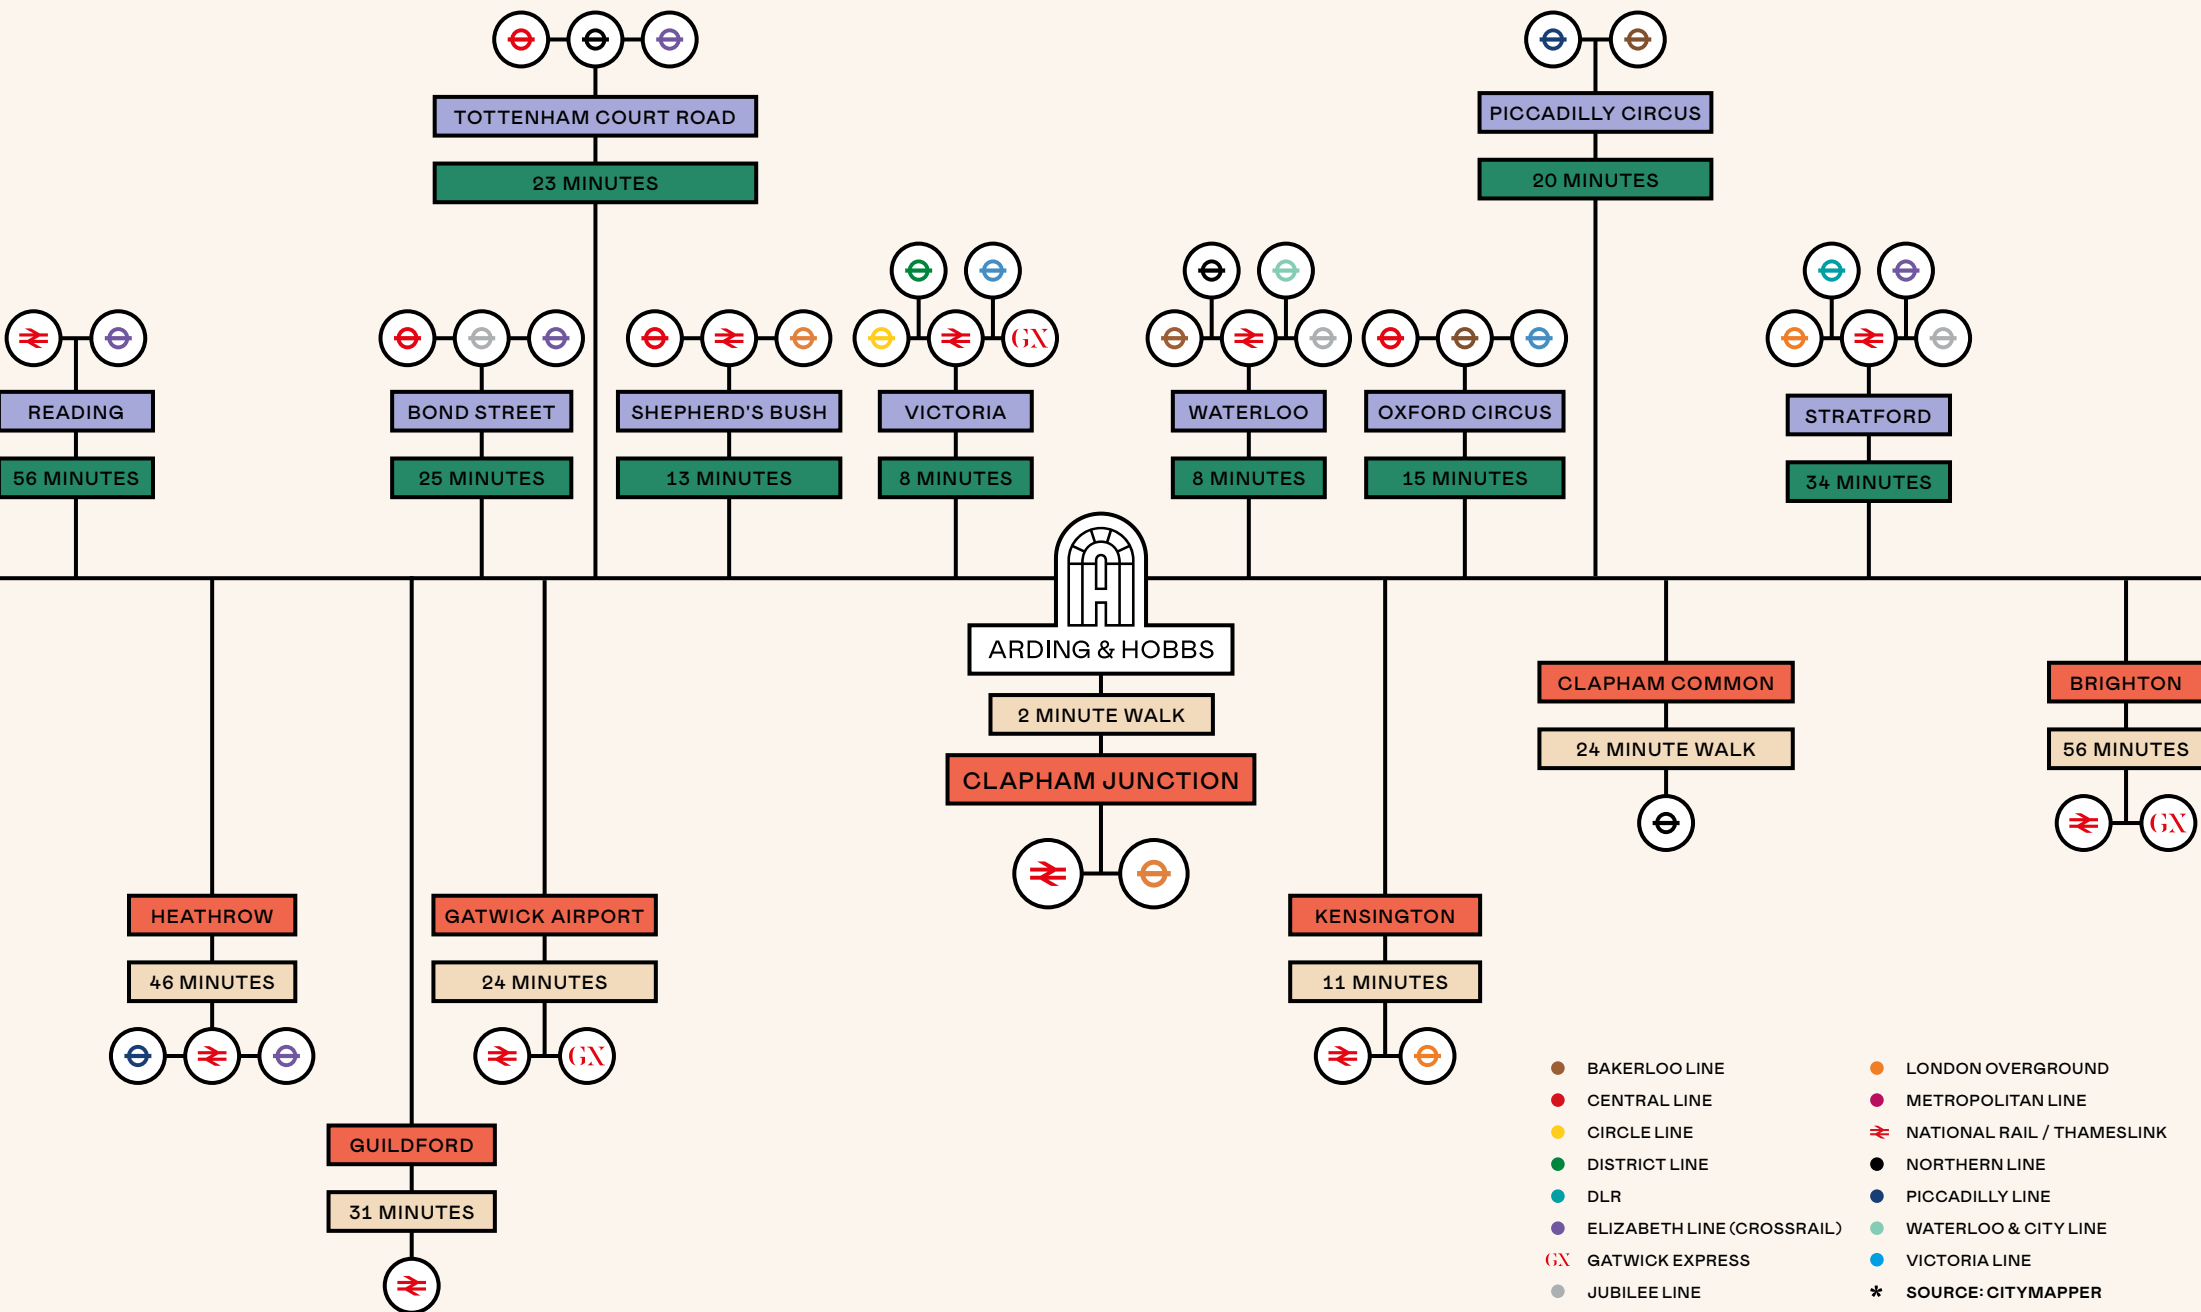 TOTTENHAM COURT ROAD
23 MINUTES
PICCADILLY CIRCUS
20 MINUTES
GX
READING
56 MINUTES
BOND STREET
25 MINUTES
SHEPHERD'S BUSH
13 MINUTES
VICTORIA
8 MINUTES
WATERLOO
8 MINUTES
OXFORD CIRCUS
15 MINUTES
STRATFORD
34 MINUTES
ARDING & HOBBS
2 MINUTE WALK
CLAPHAM JUNCTION
CLAPHAM COMMON
24 MINUTE WALK
BRIGHTON
56 MINUTES
GX
HEATHROW
46 MINUTES
GATWICK AIRPORT
24 MINUTES
GX
KENSINGTON
11 MINUTES
GUILDFORD
31 MINUTES
BAKERLOO LINE
CENTRAL LINE
CIRCLE LINE
DISTRICT LINE
DLR
ELIZABETH LINE (CROSSRAIL)
GX GATWICK EXPRESS
JUBILEE LINE
LONDON OVERGROUND
METROPOLITAN LINE
NATIONAL RAIL / THAMESLINK
NORTHERN LINE
PICCADILLY LINE
WATERLOO & CITY LINE
VICTORIA LINE
* SOURCE: CITYMAPPER